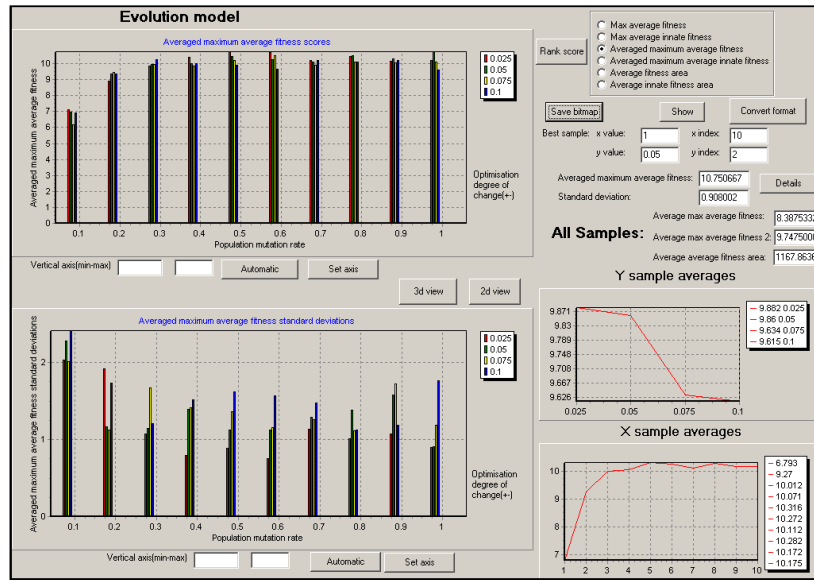 Evolution model
Averaged maximum average fitness scores
Averaged maximum average fitness
10
9
8
7
6
5
4
3
2
1
0
0.1 0.2 0.3 0.4 0.5 0.6 0.7 0.8 0.9 1
Population mutation rate
0.025
0.05
0.075
0.1
Optimisation
degree of
change(+-)
Vertical axis(min-max)
Automatic
Set axis
3d view
2d view
Averaged maximum average fitness standard deviations
Averaged maximum average fitness standard deviations
2
1
0
0.1 0.2 0.3 0.4 0.5 0.6 0.7 0.8 0.9 1
Population mutation rate
0.025
0.05
0.075
0.1
Optimisation
degree of
change(+-)
Vertical axis(min-max)
Automatic
Set axis
Rank score
Max average fitness
Max average innate fitness
Averaged maximum average fitness
Averaged maximum average innate fitness
Average fitness area
Average innate fitness area
Save bitmap
Show
Convert format
Best sample: x value: 1 x index: 10
y value: 0.05 y index: 2
Averaged maximum average fitness: 10.750667
Standard deviation: 0.908002
Details
All Samples:
Average max average fitness: 8.3875332
Average max average fitness 2: 9.7475000
Average average fitness area: 1167.8636
Y sample averages
9.871
9.83
9.789
9.748
9.708
9.667
9.626
0.025 0.05 0.075 0.1
9.882 0.025
9.86 0.05
9.634 0.075
9.615 0.1
X sample averages
10
9
8
7
1 2 3 4 5 6 7 8 9 10
6.793
9.27
10.012
10.071
10.316
10.272
10.112
10.282
10.172
10.175